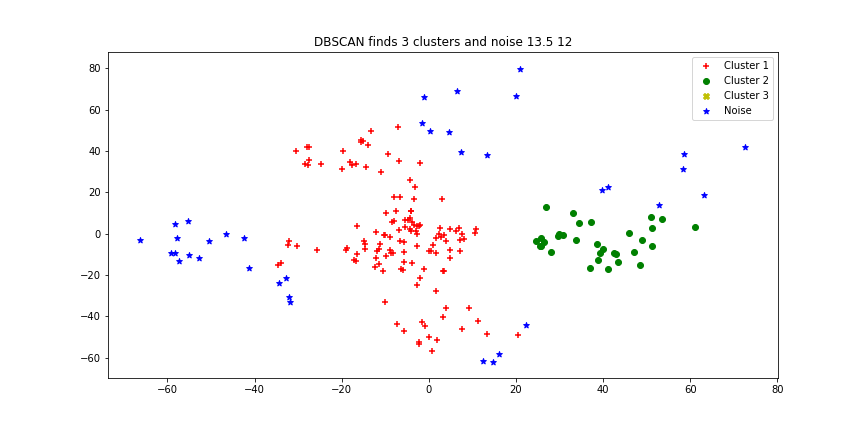 DBSCAN finds 3 clusters and noise 13.5 12
Cluster 1
Cluster 2
Cluster 3
Noise
80
60
40
20
0
−20
−40
−60
−60 −40 −20 0 20 40 60 80